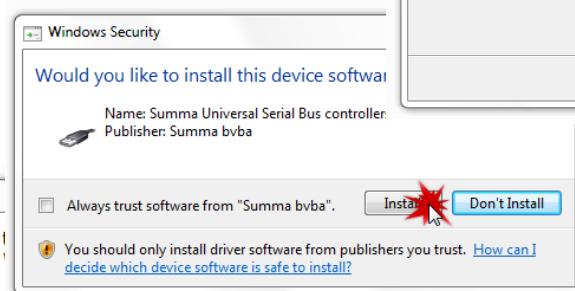 Windows Security
Would you like to install this device
Name: Summa Universal Serial Bus
Publisher: Summa bvba
Always trust software from "Summa bvba".
Don't Install
You should only install driver software from publishers you trust. How can I
decide which device software is safe to install?